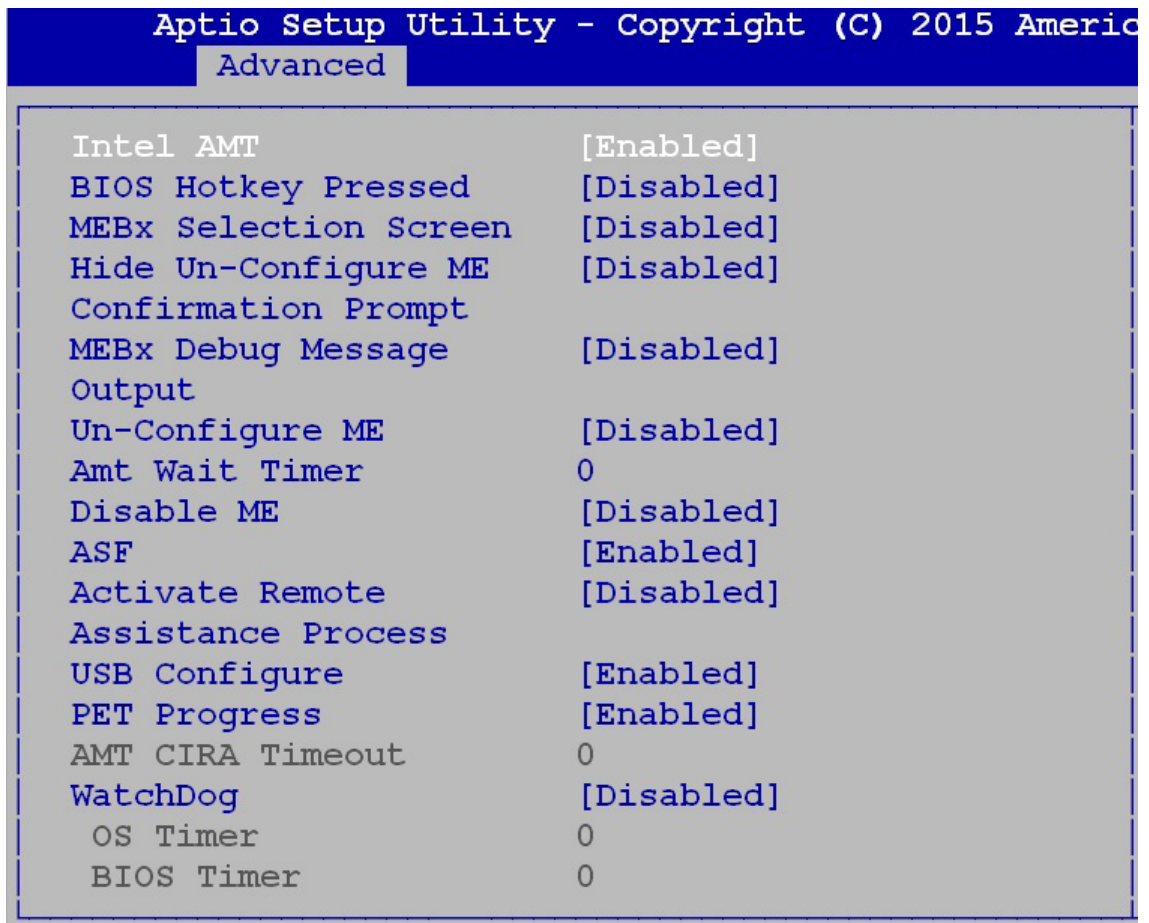 Aptio Setup Utility - Copyright (C) 2015 Americ
Advanced
Intel AMT [Enabled]
BIOS Hotkey Pressed [Disabled]
MEBx Selection Screen [Disabled]
Hide Un-Configure ME [Disabled]
Confirmation Prompt
MEBx Debug Message [Disabled]
Output
Un-Configure ME [Disabled]
Amt Wait Timer 0
Disable ME [Disabled]
ASF [Enabled]
Activate Remote [Disabled]
Assistance Process
USB Configure [Enabled]
PET Progress [Enabled]
AMT CIRA Timeout 0
WatchDog [Disabled]
OS Timer 0
BIOS Timer 0